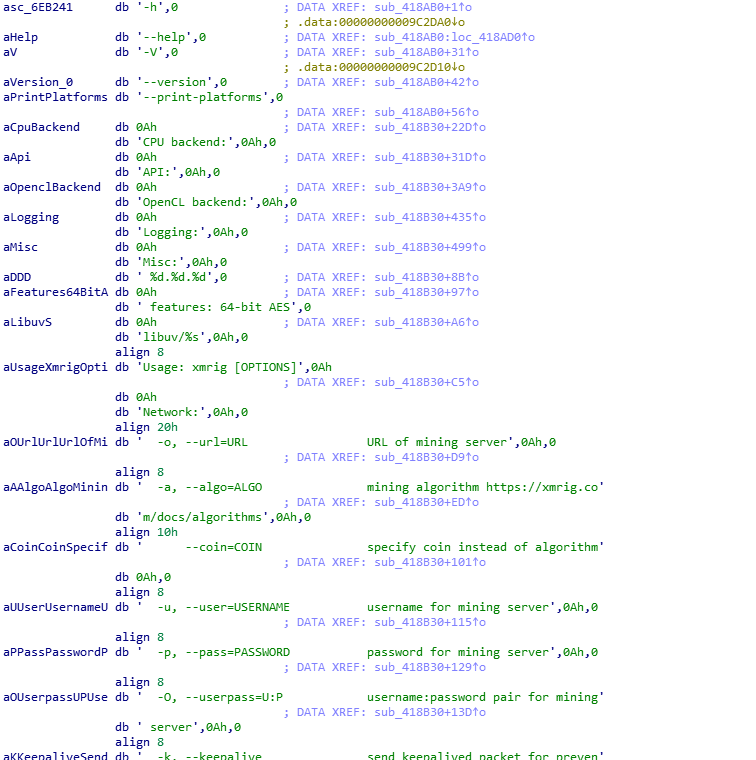 asc_6EB241 db '-h',0 ; DATA XREF: sub_418AB0+1↑o
; .data:00000000009C2DA0↓o
aHelp db '--help',0 ; DATA XREF: sub_418AB0:loc_418AD0↑o
aV db '-V',0 ; DATA XREF: sub_418AB0+31↑o
; .data:00000000009C2D10↓o
aVersion_0 db '--version',0 ; DATA XREF: sub_418AB0+42↑o
aPrintPlatforms db '--print-platforms',0
; DATA XREF: sub_418AB0+56↑o
aCpuBackend db 0Ah ; DATA XREF: sub_418B30+22D↑o
db 'CPU backend:',0Ah,0
aApi db 0Ah ; DATA XREF: sub_418B30+31D↑o
db 'API:',0Ah,0
aOpenclBackend db 0Ah ; DATA XREF: sub_418B30+3A9↑o
db 'OpenCL backend:',0Ah,0
aLogging db 0Ah ; DATA XREF: sub_418B30+435↑o
db 'Logging:',0Ah,0
aMisc db 0Ah ; DATA XREF: sub_418B30+499↑o
db 'Misc:',0Ah,0
aDDD db ' %d.%d.%d',0 ; DATA XREF: sub_418B30+8B↑o
aFeatures64BitA db 0Ah ; DATA XREF: sub_418B30+97↑o
db ' features: 64-bit AES',0
aLibuvS db 0Ah ; DATA XREF: sub_418B30+A6↑o
db 'libuv/%s',0Ah,0
align 8
aUsageXmrigOpti db 'Usage: xmrig [OPTIONS]',0Ah
; DATA XREF: sub_418B30+C5↑o
db 0Ah
db 'Network:',0Ah,0
align 20h
aOUrlUrlUrlOfMi db '  -o, --url=URL                 URL of mining server',0Ah,0
; DATA XREF: sub_418B30+D9↑o
align 8
aAAlgoAlgoMinin db '  -a, --algo=ALGO               mining algorithm https://xmrig.co'
; DATA XREF: sub_418B30+ED↑o
db 'm/docs/algorithms',0Ah,0
align 10h
aCoinCoinSpecif db '      --coin=COIN               specify coin instead of algorithm'
; DATA XREF: sub_418B30+101↑o
db 0Ah,0
align 8
aUUserUsernameU db '  -u, --user=USERNAME           username for mining server',0Ah,0
; DATA XREF: sub_418B30+115↑o
align 8
aPPassPasswordP db '  -p, --pass=PASSWORD           password for mining server',0Ah,0
; DATA XREF: sub_418B30+129↑o
align 8
aOUserpassUPUse db '  -O, --userpass=U:P            username:password pair for mining'
; DATA XREF: sub_418B30+13D↑o
db ' server',0Ah,0
align 8
aKKeepaliveSend db '  -k, --keepalive               send keepalived packet for preven'